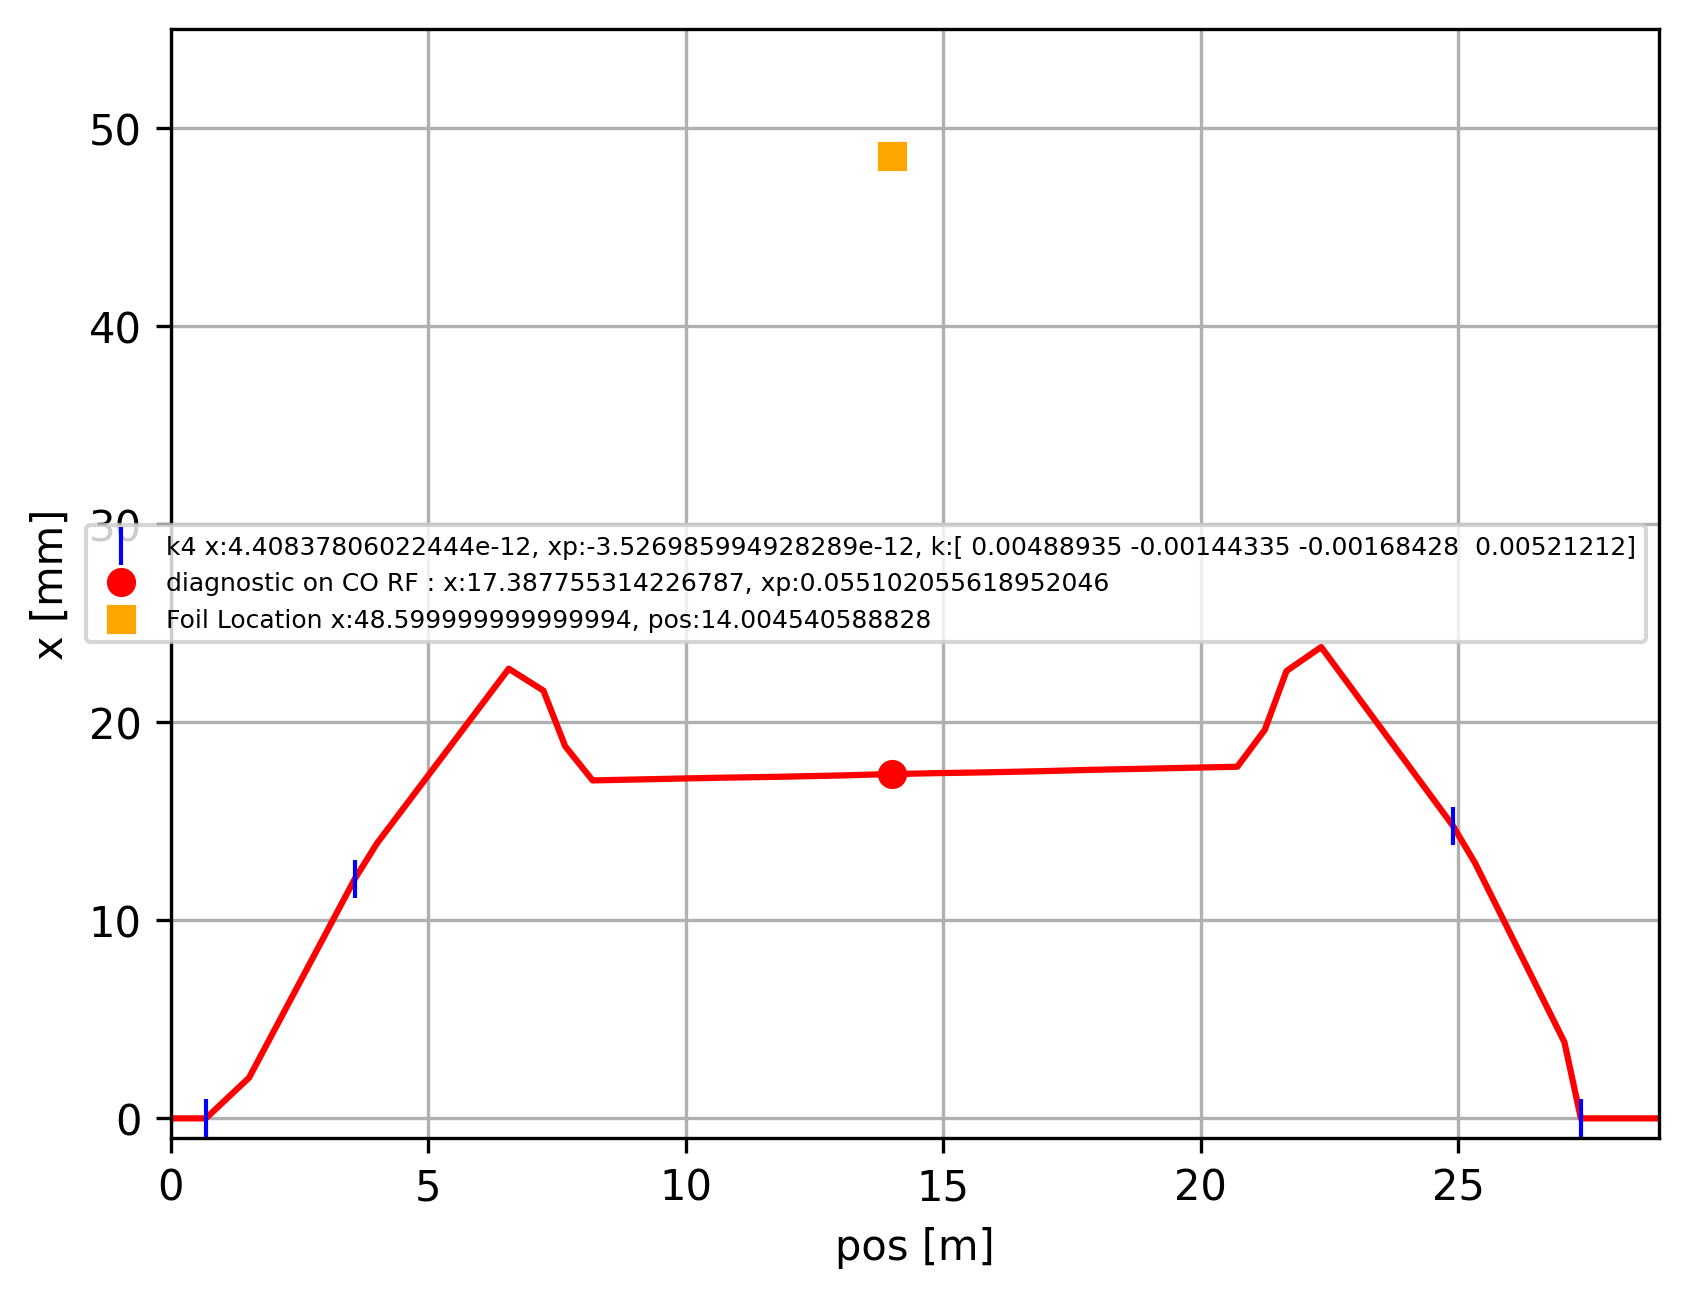 50
40
30
20
10
0
x [mm]
k4 x:4.40837806022444e-12, xp:-3.526985994928289e-12, k:[ 0.00488935 -0.00144335 -0.00168428  0.00521212]
diagnostic on CO RF : x:17.387755314226787, xp:0.055102055618952046
Foil Location x:48.599999999999994, pos:14.004540588828
0 5 10 15 20 25
pos [m]